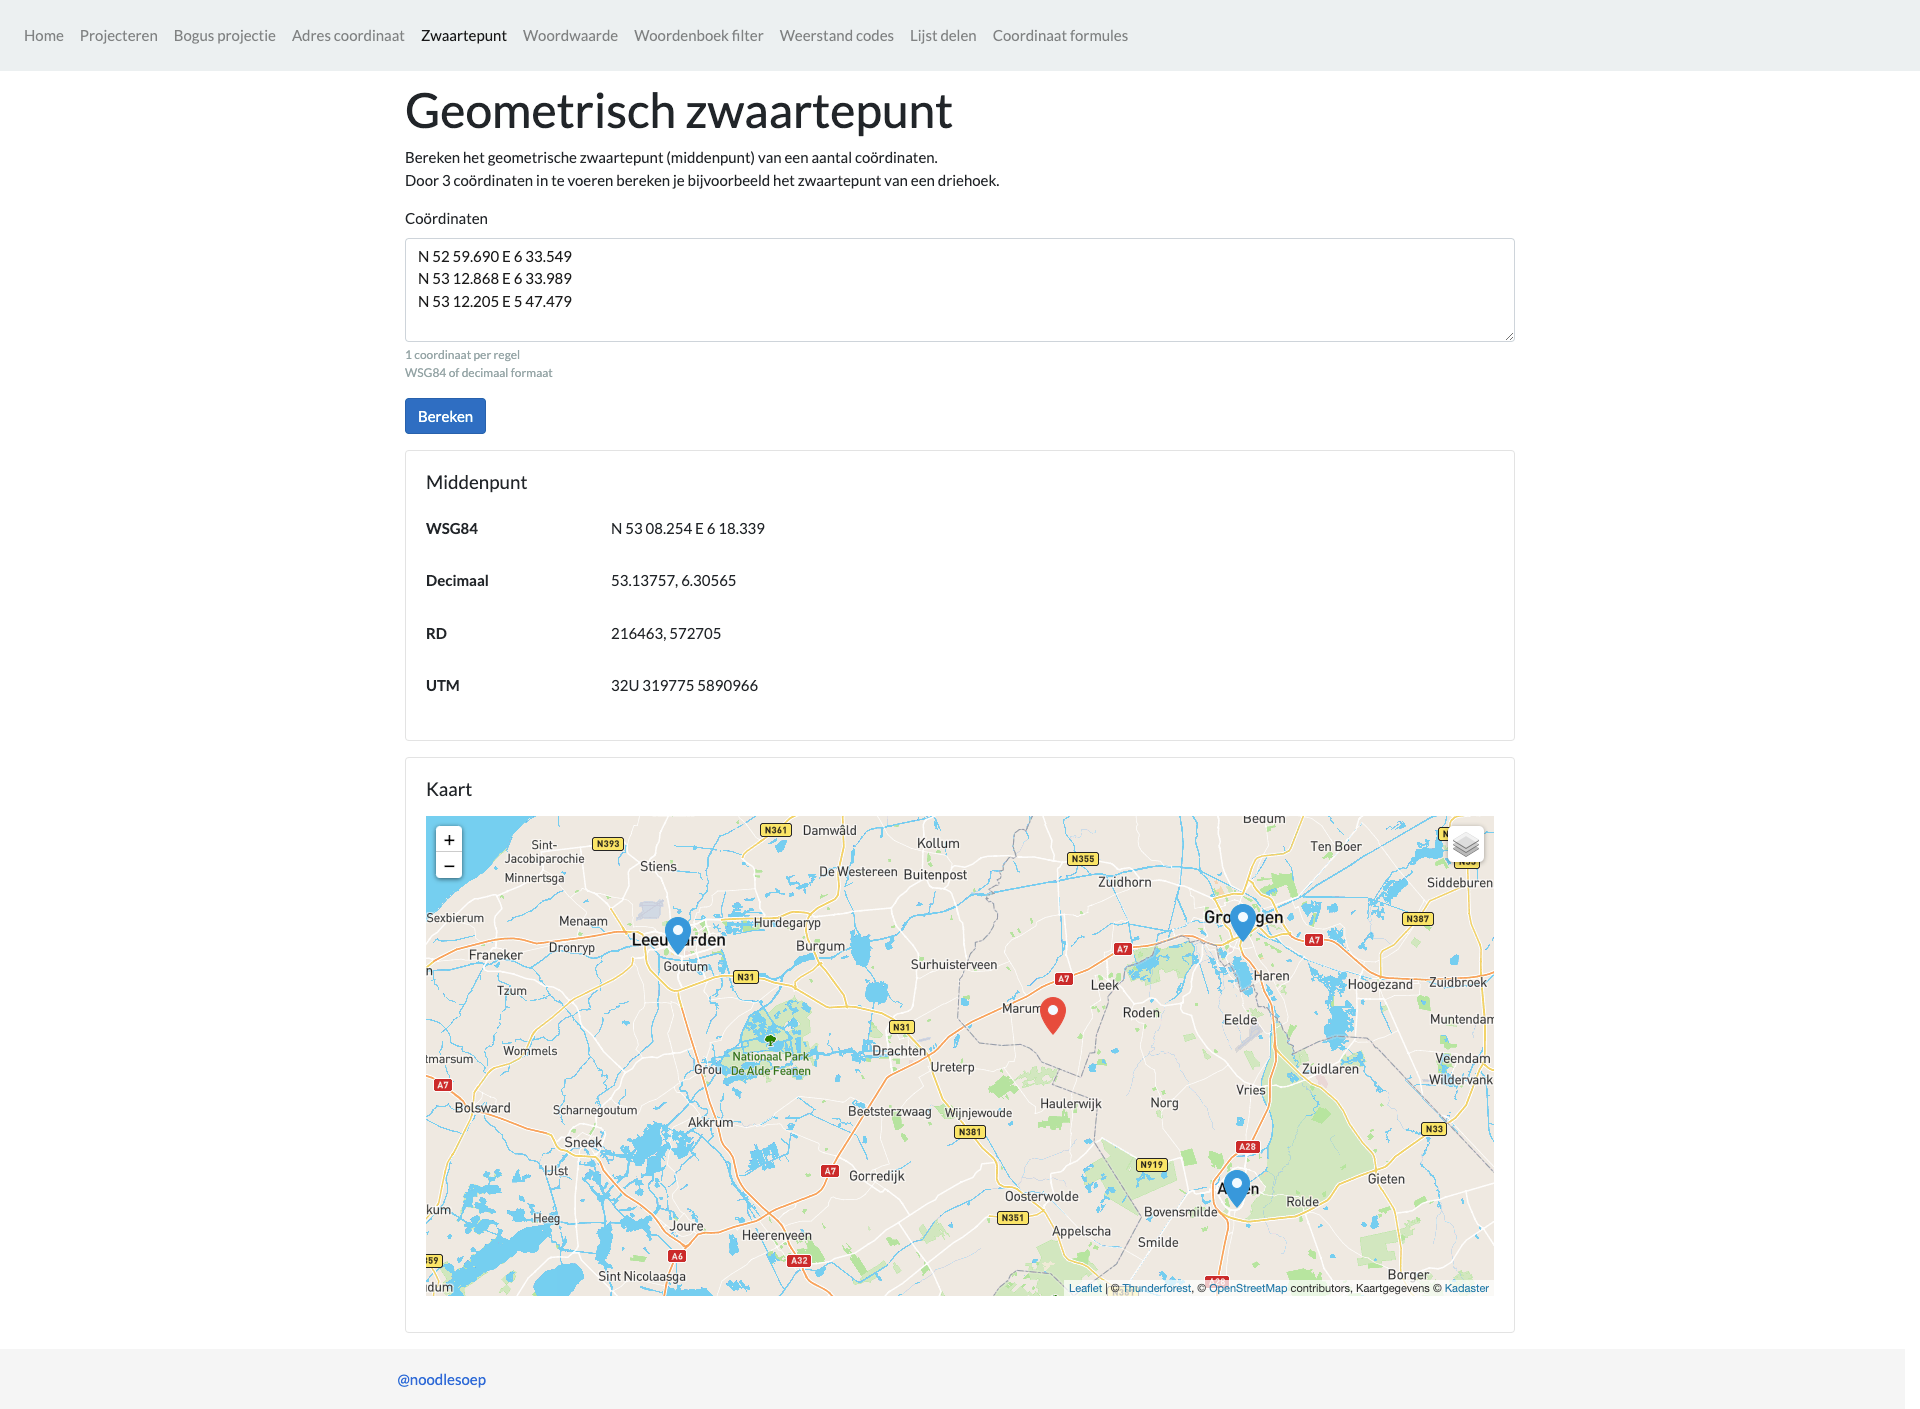 Home Projecteren Bogus projectie Adres coordinaat Zwaartepunt Woordwaarde Woordenboek filter Weerstand codes Lijst delen Coordinaat formules
Geometrisch zwaartepunt
Bereken het geometrische zwaartepunt (middenpunt) van een aantal coördinaten.
Door 3 coördinaten in te voeren bereken je bijvoorbeeld het zwaartepunt van een driehoek.
Coördinaten
N 52 59.690 E 6 33.549
N 53 12.868 E 6 33.989
N 53 12.205 E 5 47.479
1 coordinaat per regel
WSG84 of decimaal formaat
Bereken
Middenpunt
WSG84 N 53 08.254 E 6 18.339
Decimaal 53.13757, 6.30565
RD 216463, 572705
UTM 32U 319775 5890966
Kaart
+
−
Bedum
N361 Damwâld
Sint-
Jacobiparochie
N393
Kollum
Ten Boer
N355
Stiens
De Westereen
Buitenpost
Minnertsga
Zuidhorn
Siddeburen
Sexbierum
Menaam
Hurdegaryp
N387
Dronryp
Burgum
A7
A7
Franeker
Goutum
Surhuisterveen
N31
A7
Leek
Haren
Hoogezand
Zuidbroek
Tzum
Marum
Roden
Eelde
Muntendam
N31
Wommels
Drachten
Nationaal Park
De Alde Feanen
Grou
Ureterp
Zuidlaren
Veendam
Wildervank
A7
Vries
Bolsward
Scharnegoutum
Beetsterzwaag
Wijnjewoude
Haulerwijk
Norg
Akkrum
N381
N33
Sneek
A28
IJlst
A7
Gorredijk
N919
Gieten
Oosterwolde
Rolde
Heeg
Joure
N351
Bovensmilde
Heerenveen
Appelscha
Smilde
A6
A32
Sint Nicolaasga
Borger
Leaflet | © Thunderforest, © OpenStreetMap contributors, Kaartgegevens © Kadaster
@noodlesoep